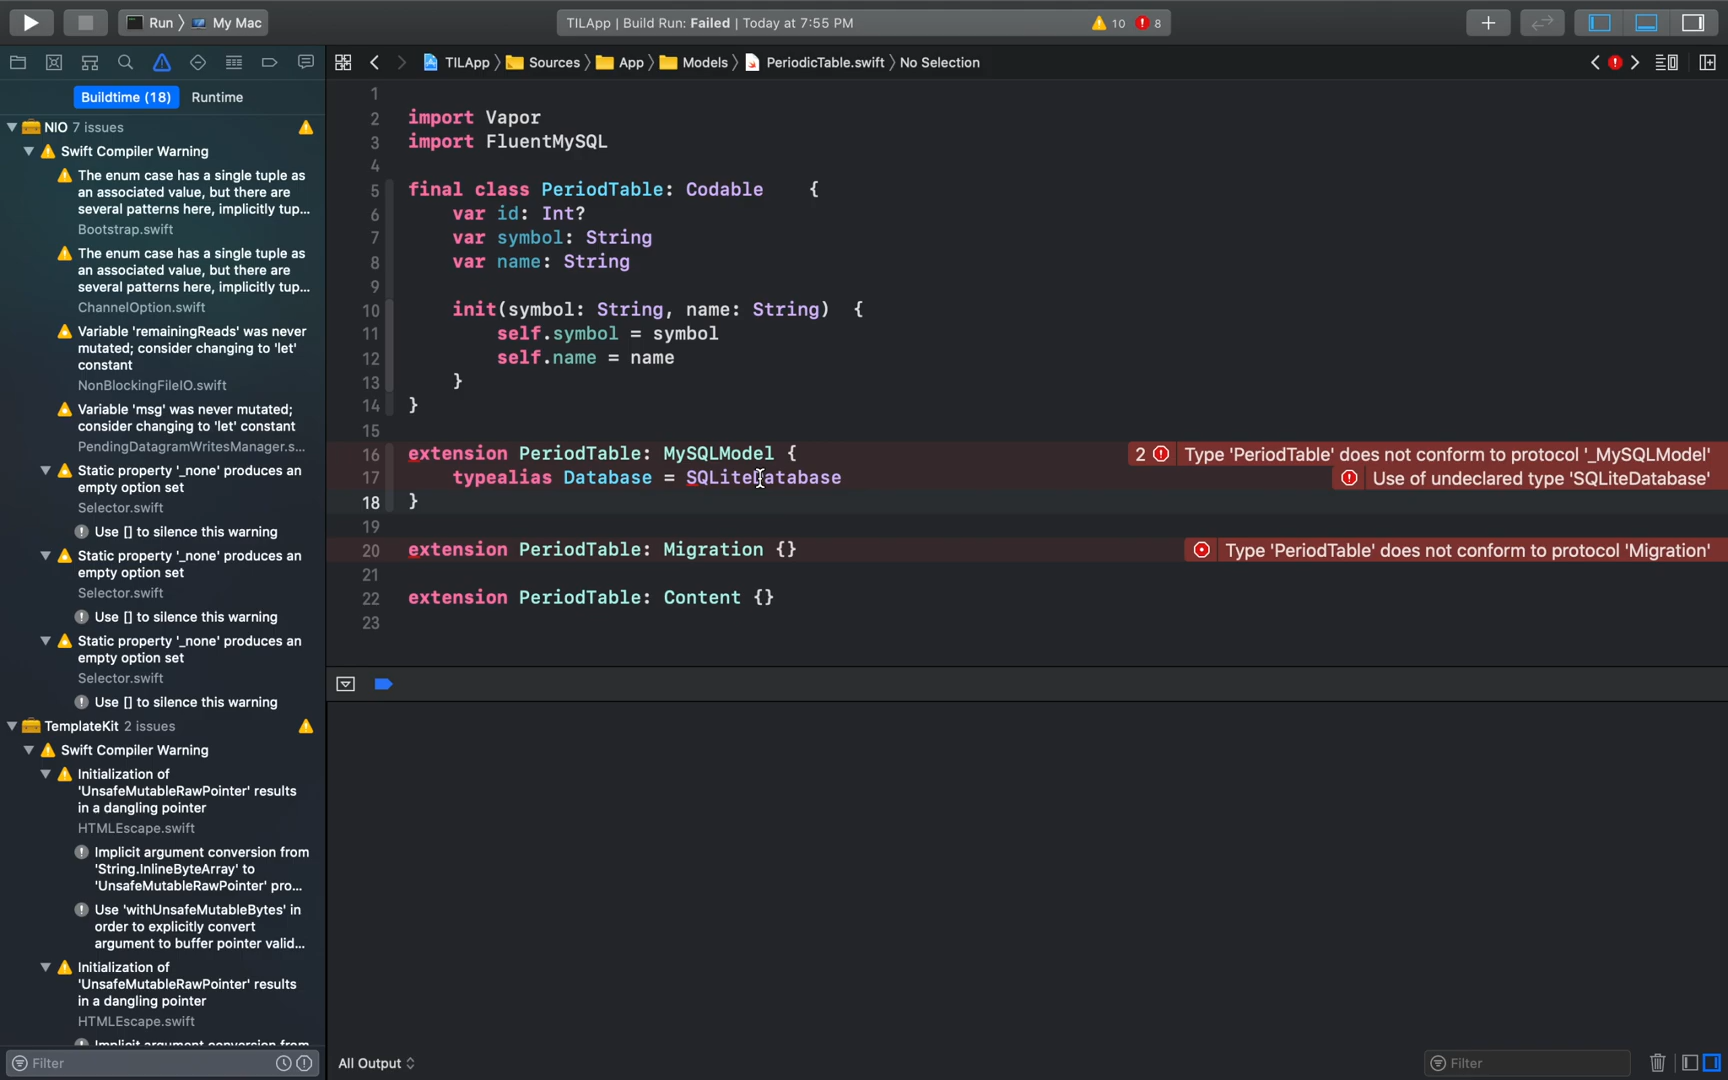 Run
My Mac
TILApp | Build Run: Failed | Today at 7:55 PM
10
8
TILApp
Sources
App
Models
PeriodicTable.swift
No Selection
Buildtime (18)
Runtime
NIO 7 issues
Swift Compiler Warning
The enum case has a single tuple as
an associated value, but there are
several patterns here, implicitly tup...
Bootstrap.swift
The enum case has a single tuple as
an associated value, but there are
several patterns here, implicitly tup...
ChannelOption.swift
Variable 'remainingReads' was never
mutated; consider changing to 'let'
constant
NonBlockingFileIO.swift
Variable 'msg' was never mutated;
consider changing to 'let' constant
PendingDatagramWritesManager.s...
Static property '_none' produces an
empty option set
Selector.swift
Use [] to silence this warning
Static property '_none' produces an
empty option set
Selector.swift
Use [] to silence this warning
Static property '_none' produces an
empty option set
Selector.swift
Use [] to silence this warning
TemplateKit 2 issues
Swift Compiler Warning
Initialization of
'UnsafeMutableRawPointer' results
in a dangling pointer
HTMLEscape.swift
Implicit argument conversion from
'String.InlineByteArray' to
'UnsafeMutableRawPointer' pro...
Use 'withUnsafeMutableBytes' in
order to explicitly convert
argument to buffer pointer valid...
Initialization of
'UnsafeMutableRawPointer' results
in a dangling pointer
HTMLEscape.swift
Implicit argument conversion from
Filter
1
2 import Vapor
3 import FluentMySQL
4
5 final class PeriodTable: Codable {
6 var id: Int?
7 var symbol: String
8 var name: String
9
10 init(symbol: String, name: String) {
11 self.symbol = symbol
12 self.name = name
13 }
14 }
15
16 extension PeriodTable: MySQLModel { 2 Type 'PeriodTable' does not conform to protocol '_MySQLModel'
17 typealias Database = SQLiteDatabase Use of undeclared type 'SQLiteDatabase'
18 }
19
20 extension PeriodTable: Migration {} Type 'PeriodTable' does not conform to protocol 'Migration'
21
22 extension PeriodTable: Content {}
23
All Output
Filter